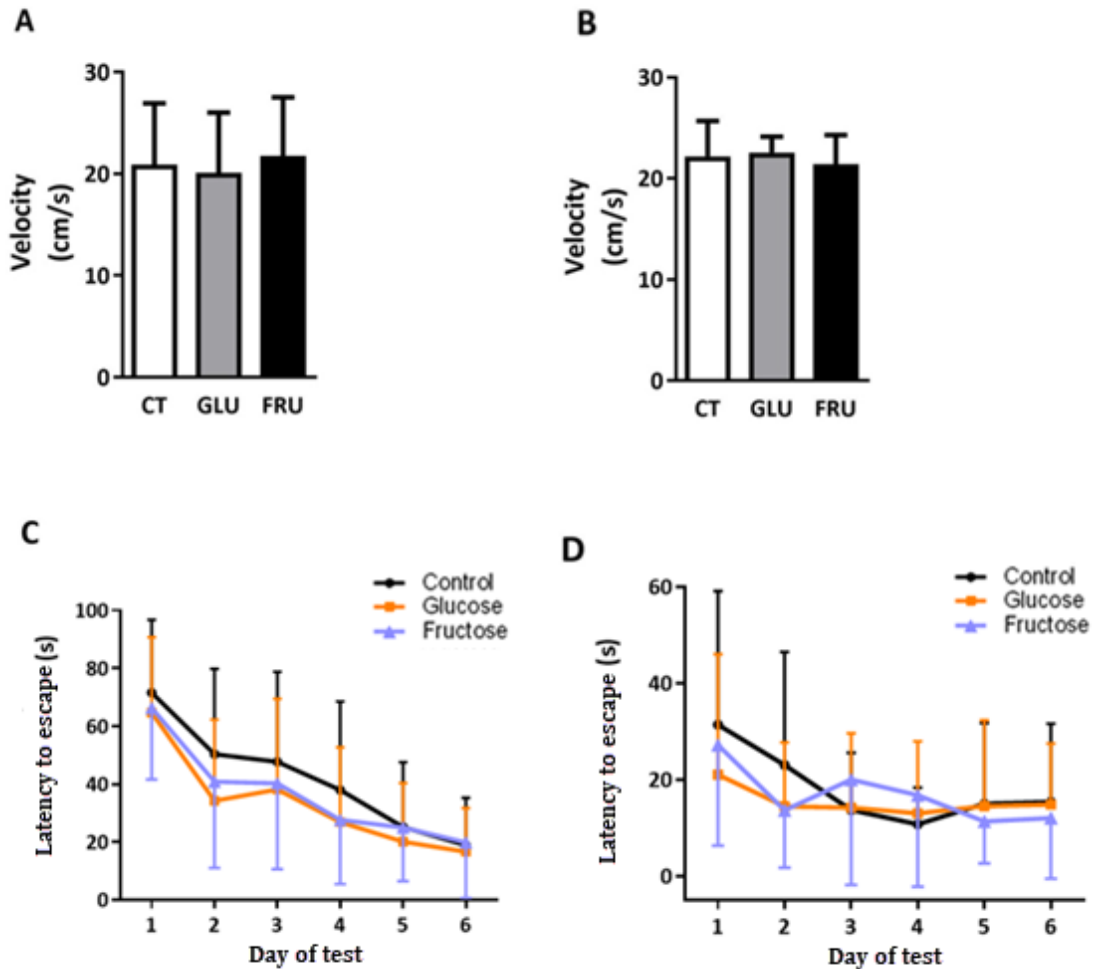 A
Velocity
(cm/s)
30
20
10
0
CT GLU FRU
B
Velocity
(cm/s)
30
20
10
0
CT GLU FRU
C
Control
Glucose
Fructose
Latency to escape (s)
100
80
60
40
20
0
1 2 3 4 5 6
Day of test
D
Control
Glucose
Fructose
Latency to escape (s)
60
40
20
0
1 2 3 4 5 6
Day of test